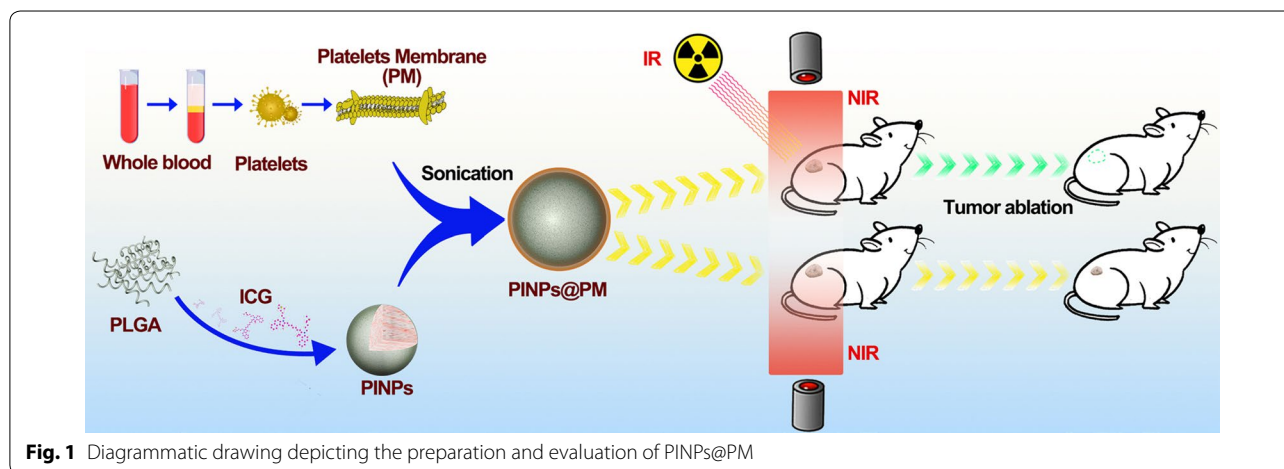 Platelets Membrane
(PM)
Whole blood
Platelets
Sonication
PLGA
ICG
PINPs
PINPs@PM
IR
NIR
Tumor ablation
NIR
Fig. 1 Diagrammatic drawing depicting the preparation and evaluation of PINPs@PM